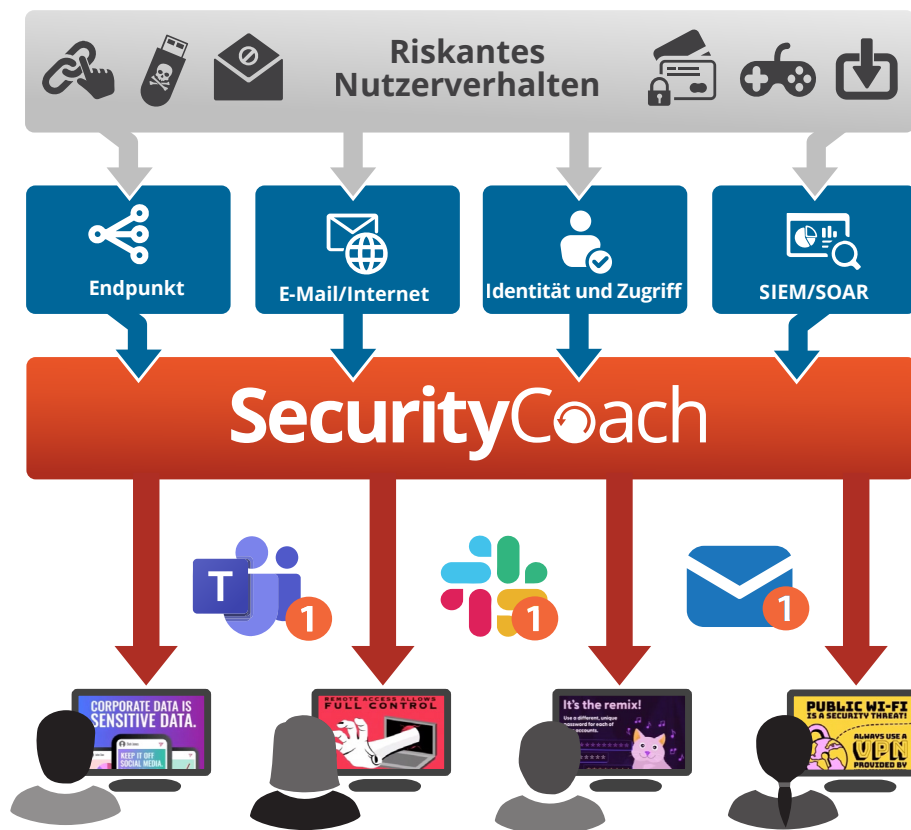 Riskantes
Nutzerverhalten
Endpunkt
E-Mail/Internet
Identität und Zugriff
SIEM/SOAR
SecurityCoach
T
1
1
1
CORPORATE DATA IS
SENSITIVE DATA.
KEEP IT OFF
SOCIAL MEDIA.
REMOTE ACCESS ALLOWS
FULL CONTROL
It's the remix!
Use a different, unique
password for each of
accounts.
PUBLIC WI-FI
IS A SECURITY THREAT!
ALWAYS USE A
VPN
PROVIDED BY